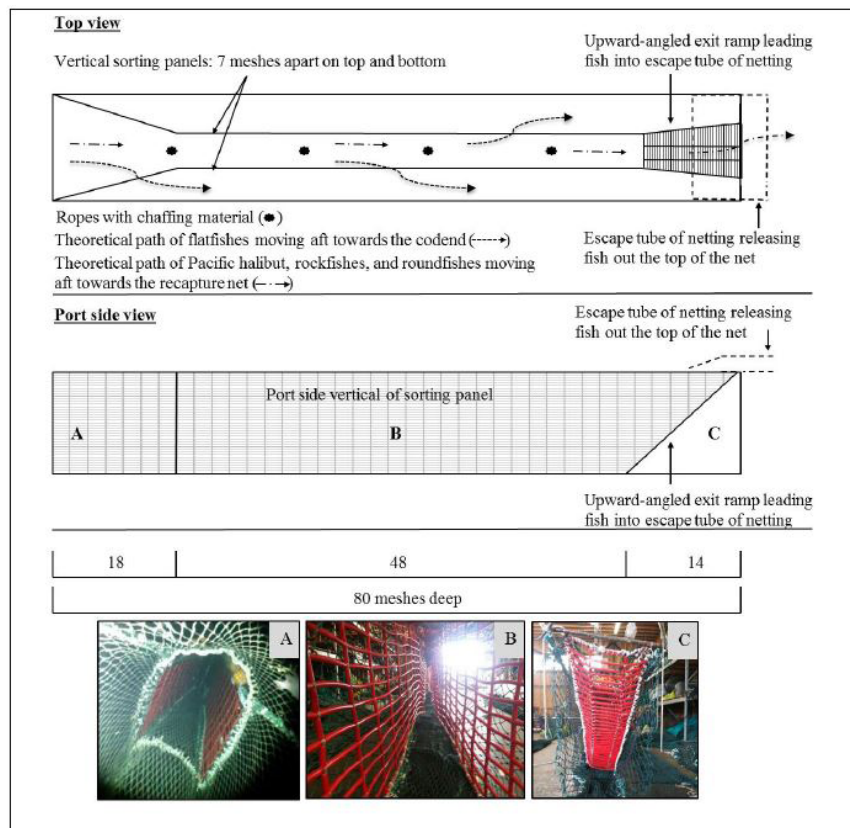 Top view
Vertical sorting panels: 7 meshes apart on top and bottom
Upward-angled exit ramp leading
fish into escape tube of netting
Ropes with chaffing material ( )
Theoretical path of flatfishes moving aft towards the codend ( )
Theoretical path of Pacific halibut, rockfishes, and roundfishes moving
aft towards the recapture net ( )
Escape tube of netting releasing
fish out the top of the net
Port side view
Escape tube of netting releasing
fish out the top of the net
Port side vertical of sorting panel
A
B
C
Upward-angled exit ramp leading
fish into escape tube of netting
18
48
14
80 meshes deep
A
B
C